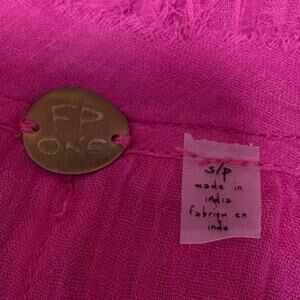 FP
ONE
s/p
made in
india
fabriqu en
inde